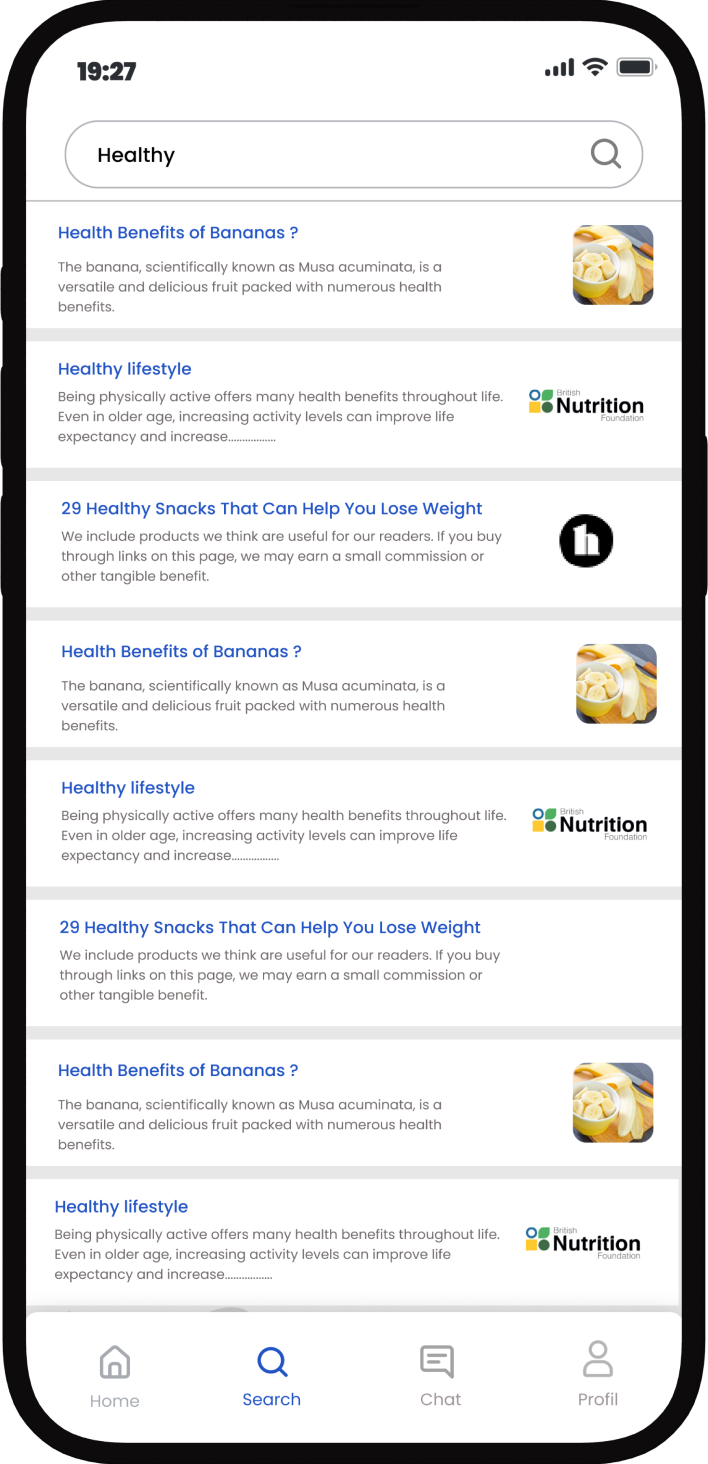 19:27
Healthy
Health Benefits of Bananas ?
The banana, scientifically known as Musa acuminata, is a
versatile and delicious fruit packed with numerous health
benefits.
Healthy lifestyle
Being physically active offers many health benefits throughout life.
Even in older age, increasing activity levels can improve life
expectancy and increase.................
British
Nutrition
Foundation
29 Healthy Snacks That Can Help You Lose Weight
We include products we think are useful for our readers. If you buy
through links on this page, we may earn a small commission or
other tangible benefit.
h
Health Benefits of Bananas ?
The banana, scientifically known as Musa acuminata, is a
versatile and delicious fruit packed with numerous health
benefits.
Healthy lifestyle
Being physically active offers many health benefits throughout life.
Even in older age, increasing activity levels can improve life
expectancy and increase.................
British
Nutrition
Foundation
29 Healthy Snacks That Can Help You Lose Weight
We include products we think are useful for our readers. If you buy
through links on this page, we may earn a small commission or
other tangible benefit.
Health Benefits of Bananas ?
The banana, scientifically known as Musa acuminata, is a
versatile and delicious fruit packed with numerous health
benefits.
Healthy lifestyle
Being physically active offers many health benefits throughout life.
Even in older age, increasing activity levels can improve life
expectancy and increase.................
British
Nutrition
Foundation
Home
Search
Chat
Profil